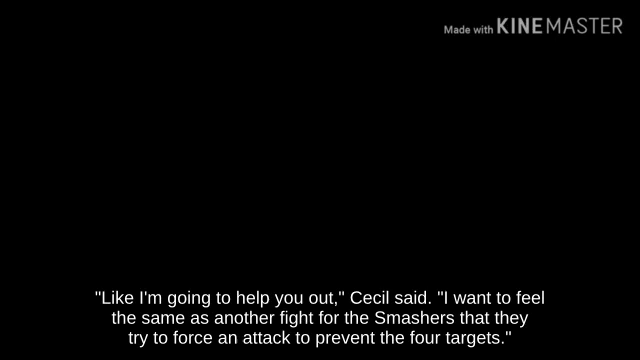 Made with KINEMASTER
"Like I'm going to help you out," Cecil said. "I want to feel
the same as another fight for the Smashers that they
try to force an attack to prevent the four targets."